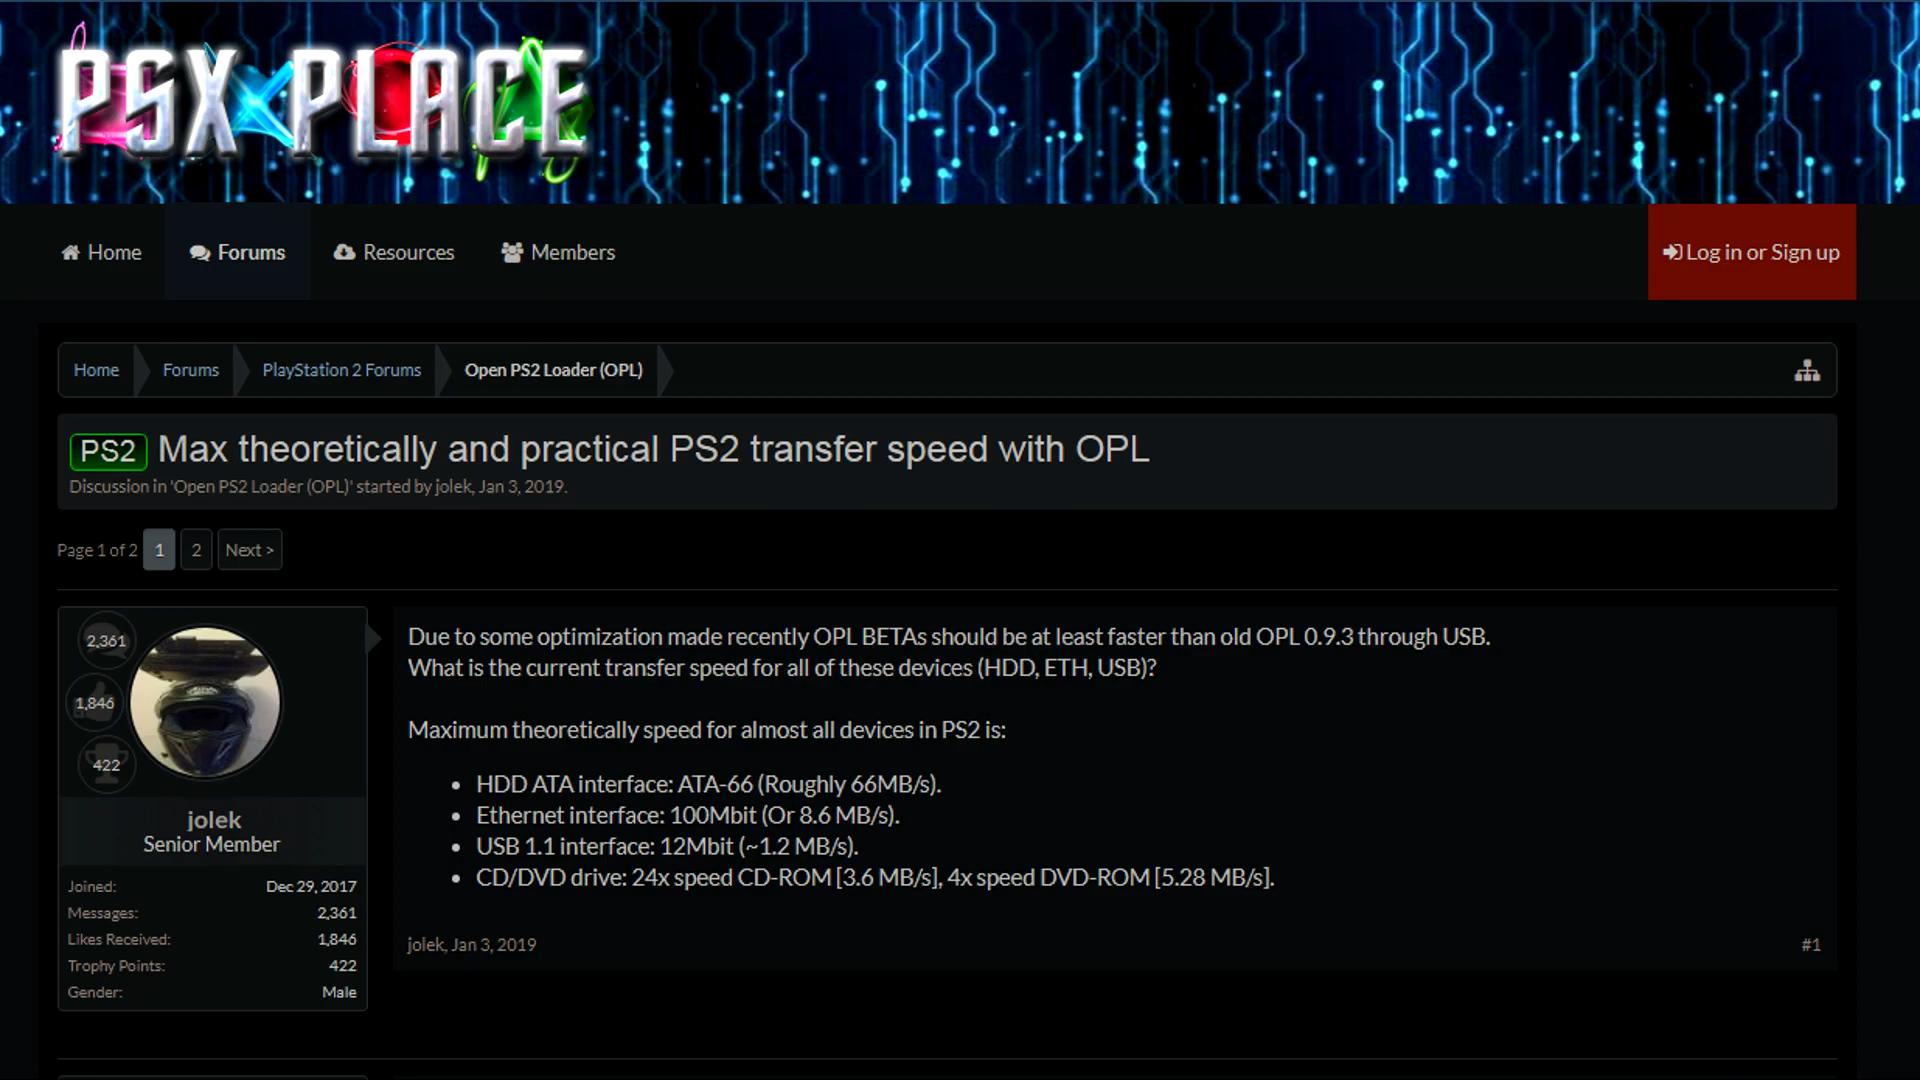 PSX PLACE
Home
Forums
Resources
Members
Log in or Sign up
Home
Forums
PlayStation 2 Forums
Open PS2 Loader (OPL)
PS2 Max theoretically and practical PS2 transfer speed with OPL
Discussion in 'Open PS2 Loader (OPL)' started by jolek, Jan 3, 2019.
Page 1 of 2 1 2 Next >
2,361
1,846
422
jolek
Senior Member
Joined: Dec 29, 2017
Messages: 2,361
Likes Received: 1,846
Trophy Points: 422
Gender: Male
Due to some optimization made recently OPL BETAs should be at least faster than old OPL 0.9.3 through USB.
What is the current transfer speed for all of these devices (HDD, ETH, USB)?
Maximum theoretically speed for almost all devices in PS2 is:
• HDD ATA interface: ATA-66 (Roughly 66MB/s).
• Ethernet interface: 100Mbit (Or 8.6 MB/s).
• USB 1.1 interface: 12Mbit (~1.2 MB/s).
• CD/DVD drive: 24x speed CD-ROM [3.6 MB/s], 4x speed DVD-ROM [5.28 MB/s].
jolek, Jan 3, 2019
#1